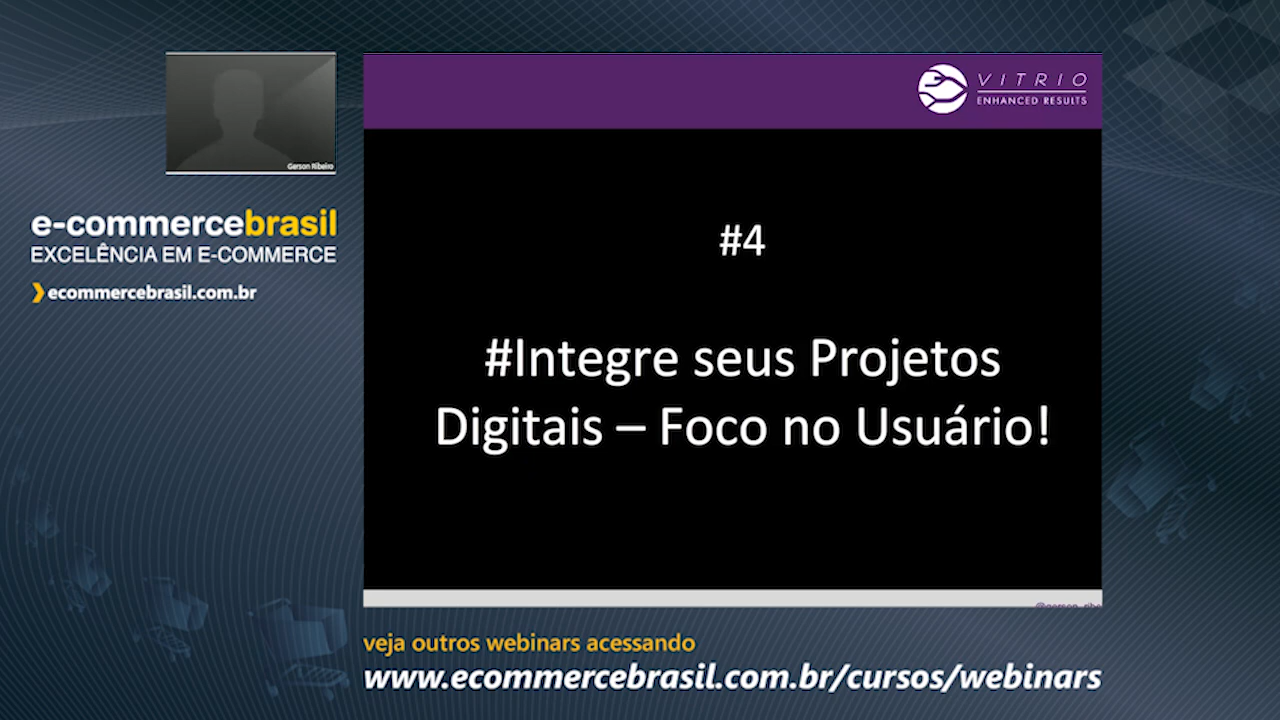 Gerson Ribeiro
e-commercebrasil
EXCELÊNCIA EM E-COMMERCE
ecommercebrasil.com.br
VITRIO
ENHANCED RESULTS
#4
#Integre seus Projetos
Digitais – Foco no Usuário!
veja outros webinars acessando
www.ecommercebrasil.com.br/cursos/webinars